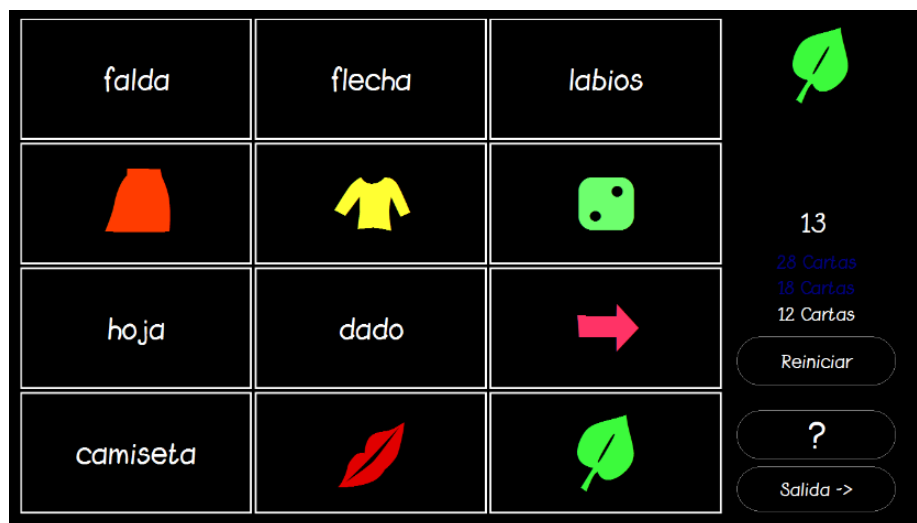 falda
flecha
labios
hoja
dado
camiseta
13
28 Cartas
18 Cartas
12 Cartas
Reiniciar
?
Salida ->